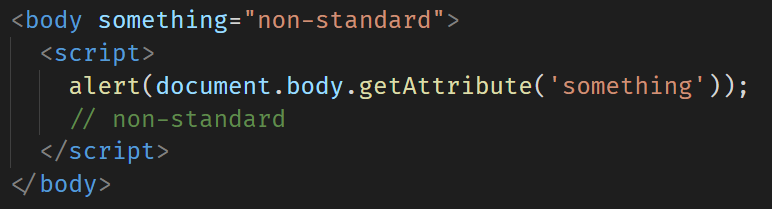 <body something="non-standard">
<script>
alert(document.body.getAttribute('something'));
// non-standard
</script>
</body>